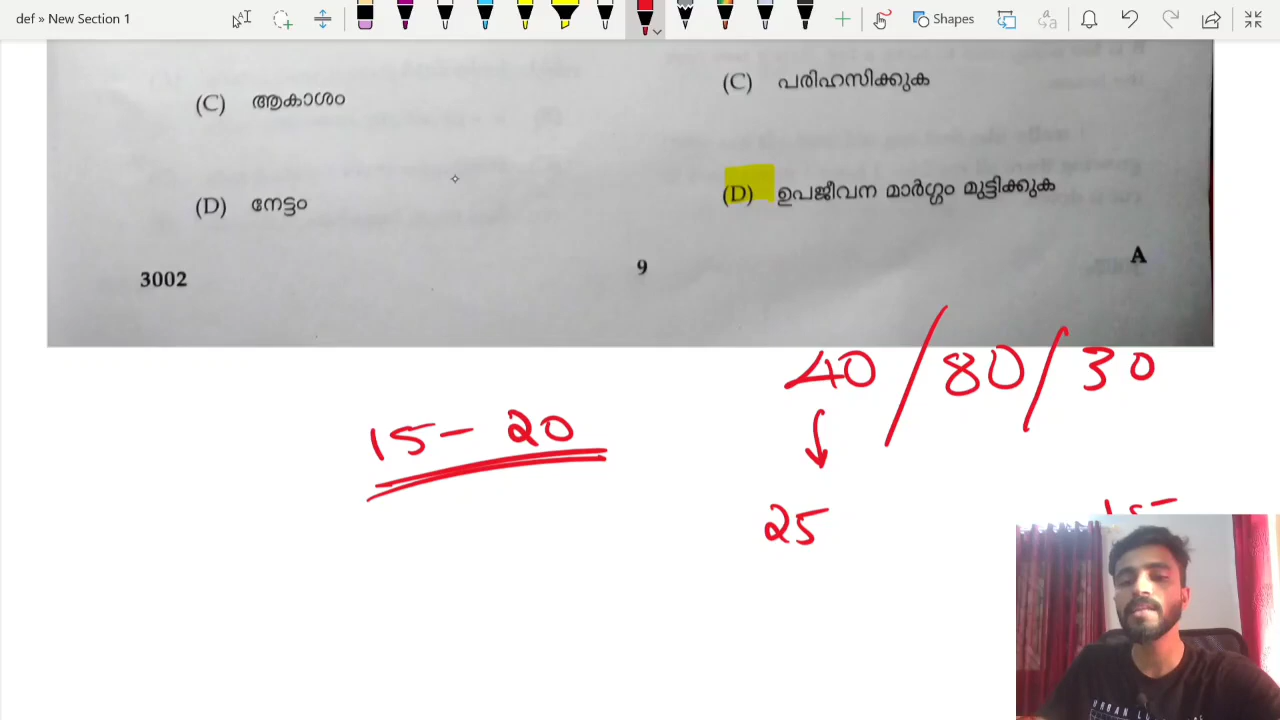 def » New Section 1
Shapes
(C) ആകാശം
(C) പരിഹസിക്കുക
(D) നേട്ടം
(D) ഉപജീവന മാർഗ്ഗം മുട്ടിക്കുക
3002
9
A
40 / 80 / 30
15 - 20
25